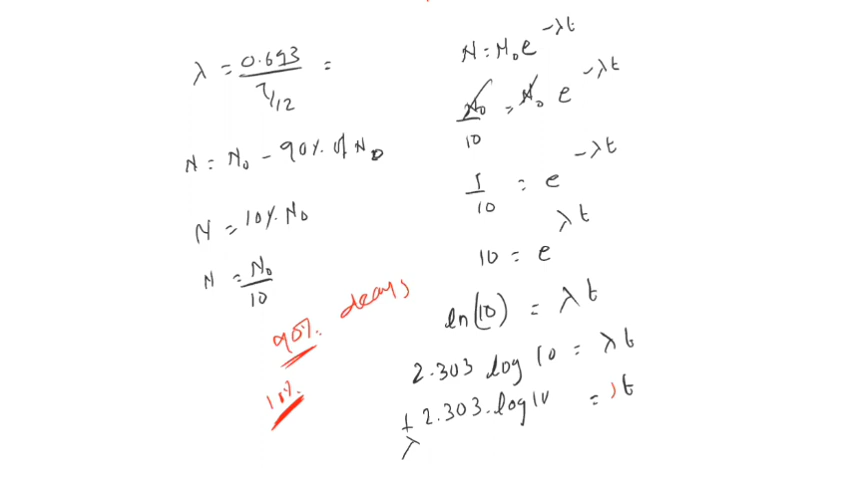 λ = 0.693 / T1/2 =
N = N₀ - 90% of N₀
N = 10% N₀
N = N₀/10
90% decays
10%
N = N₀e^-λt
N₀/10 = N₀ e^-λt
1/10 = e^-λt
10 = e^λt
ln(10) = λt
2.303 log 10 = λt
1/λ 2.303.log10 = t